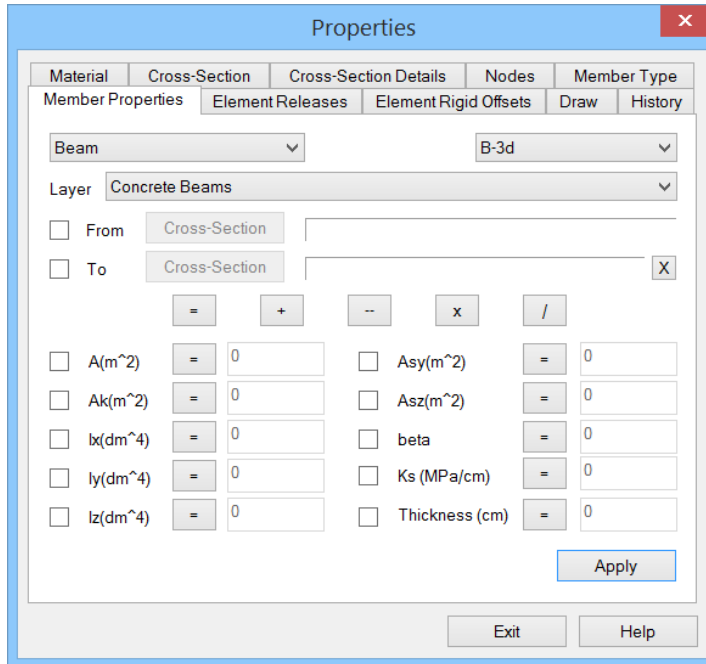 Properties
x
Material Cross-Section Cross-Section Details Nodes Member Type
Member Properties Element Releases Element Rigid Offsets Draw History
Beam B-3d
Layer Concrete Beams
From Cross-Section
To Cross-Section X
= + -- x /
A(m^2) = 0 Asy(m^2) = 0
Ak(m^2) = 0 Asz(m^2) = 0
Ix(dm^4) = 0 beta = 0
Iy(dm^4) = 0 Ks (MPa/cm) = 0
Iz(dm^4) = 0 Thickness (cm) = 0
Apply
Exit Help